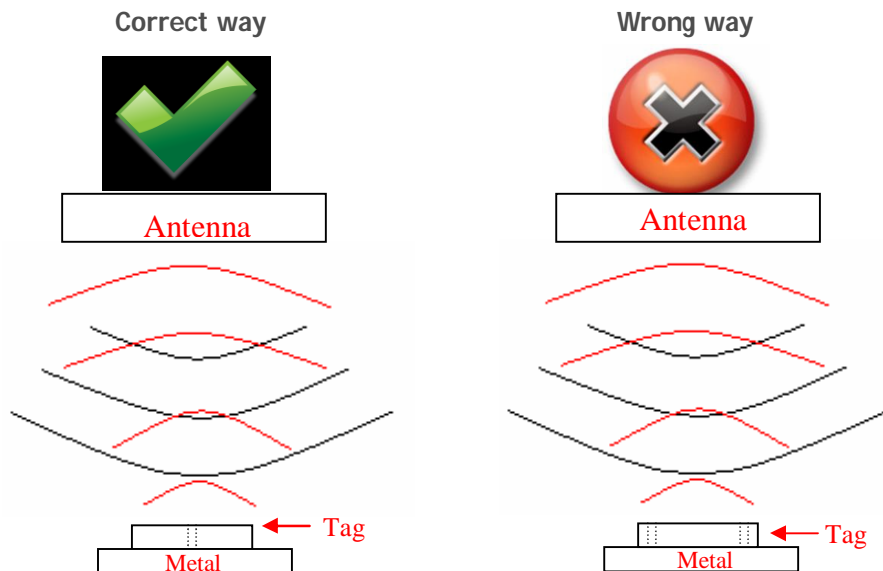 Correct way
Wrong way
Antenna
Antenna
Tag
Tag
Metal
Metal